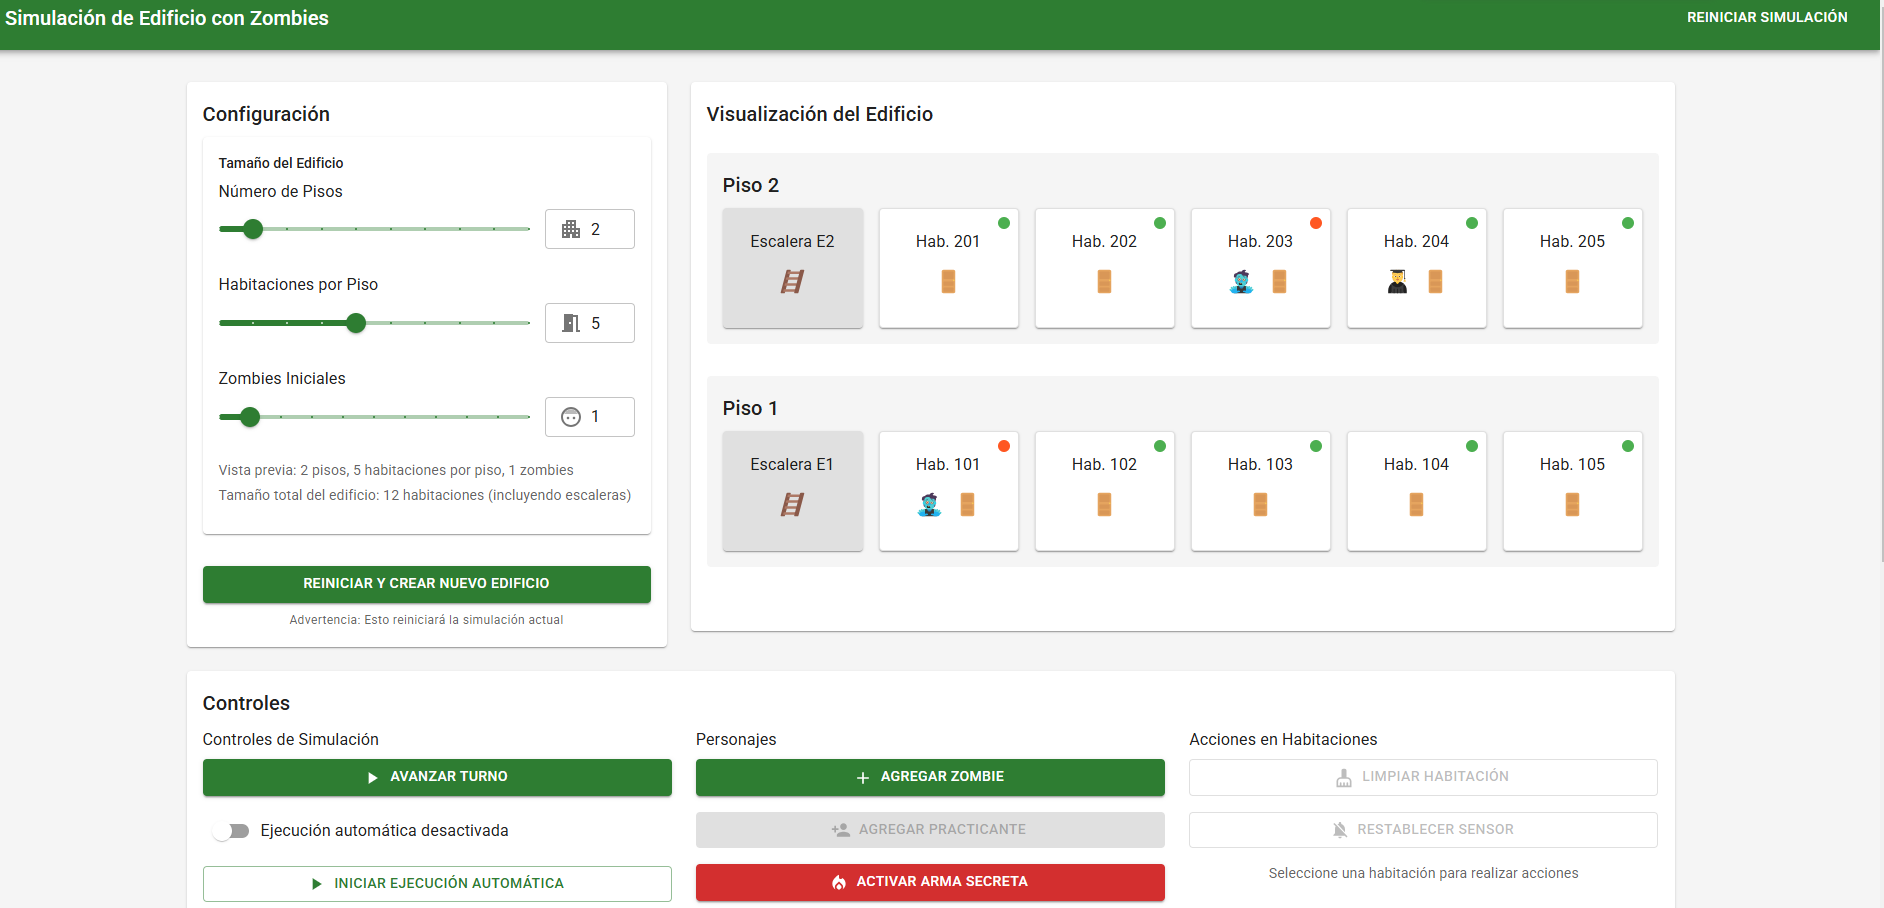 Simulación de Edificio con Zombies
REINICIAR SIMULACIÓN
Configuración
Tamaño del Edificio
Número de Pisos
2
Habitaciones por Piso
5
Zombies Iniciales
1
Vista previa: 2 pisos, 5 habitaciones por piso, 1 zombies
Tamaño total del edificio: 12 habitaciones (incluyendo escaleras)
REINICIAR Y CREAR NUEVO EDIFICIO
Advertencia: Esto reiniciará la simulación actual
Visualización del Edificio
Piso 2
Escalera E2
Hab. 201
Hab. 202
Hab. 203
Hab. 204
Hab. 205
Piso 1
Escalera E1
Hab. 101
Hab. 102
Hab. 103
Hab. 104
Hab. 105
Controles
Controles de Simulación
AVANZAR TURNO
Ejecución automática desactivada
INICIAR EJECUCIÓN AUTOMÁTICA
Personajes
AGREGAR ZOMBIE
AGREGAR PRACTICANTE
ACTIVAR ARMA SECRETA
Acciones en Habitaciones
LIMPIAR HABITACIÓN
RESTABLECER SENSOR
Seleccione una habitación para realizar acciones